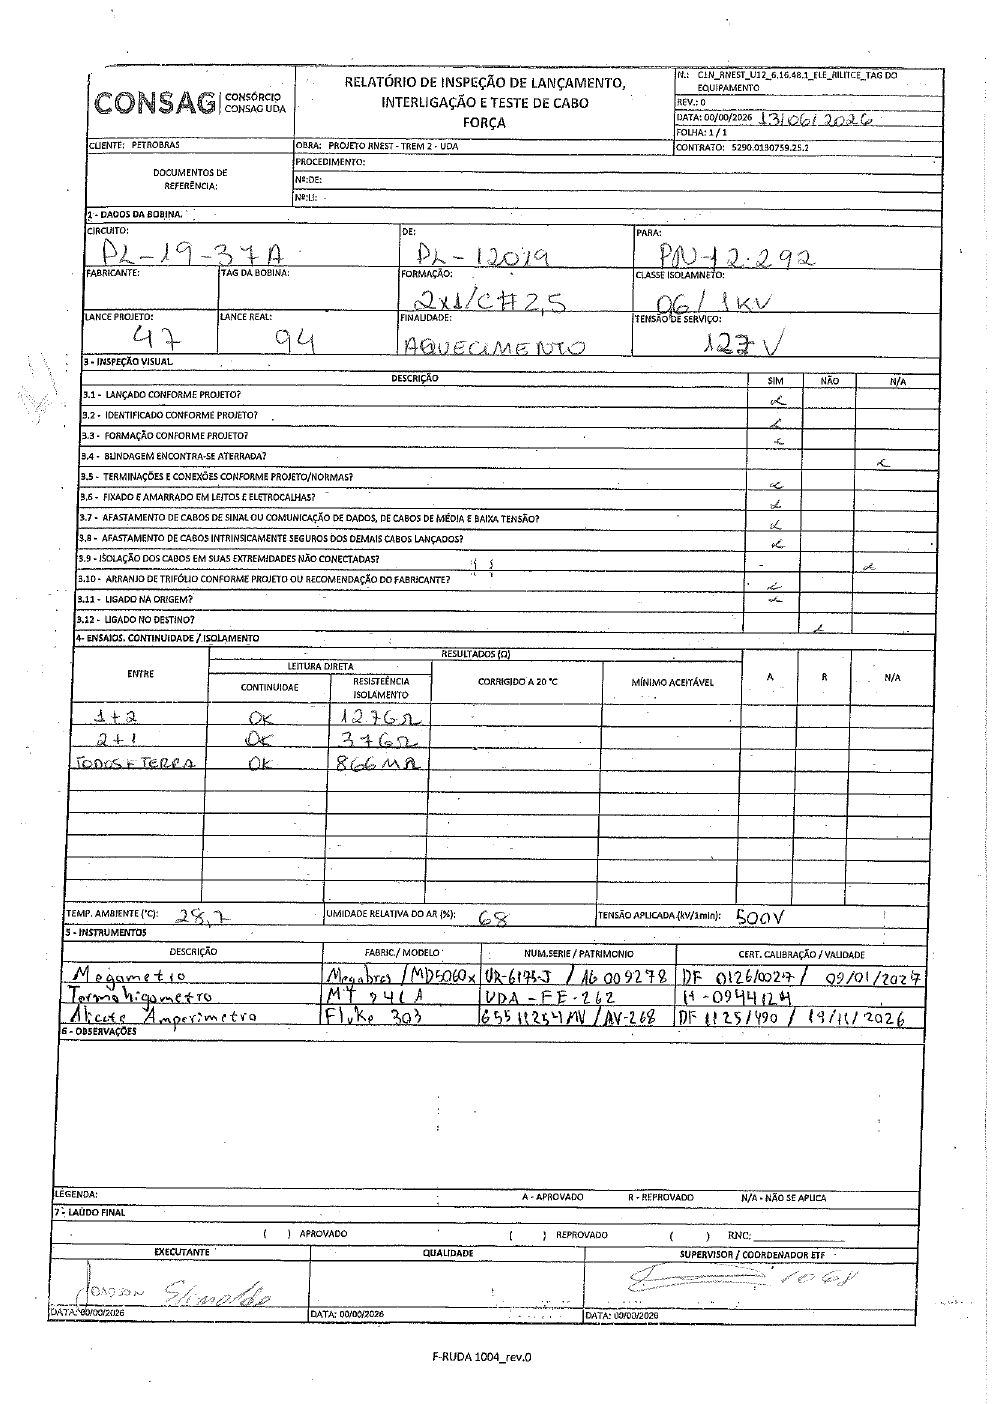 CONSAG CONSÓRCIO CONSAG UDA
RELATÓRIO DE INSPEÇÃO DE LANÇAMENTO, INTERLIGAÇÃO E TESTE DE CABO FORÇA
N.: CLN_RNEST_U12_6.16.48.1_ELE_RILITCE_TAG DO EQUIPAMENTO
REV.: 0
DATA: 00/00/2026 13/06/2026
FOLHA: 1 / 1
CLIENTE: PETROBRAS
OBRA: PROJETO RNEST - TREM 2 - UDA
CONTRATO: 5290.0130759.25.2
DOCUMENTOS DE REFERÊNCIA:
PROCEDIMENTO:
Nº:DE:
Nº:LI:
1 - DADOS DA BOBINA.
CIRCUITO: PL-19-37A
DE: PL-12019
PARA: PN-12.292
FABRICANTE:
TAG DA BOBINA:
FORMAÇÃO: 2x1/C#2,5
CLASSE ISOLAMNETO: 06/1KV
LANCE PROJETO: 47
LANCE REAL: 94
FINALIDADE: AQUECIMENTO
TENSÃO DE SERVIÇO: 127V
3 - INSPEÇÃO VISUAL
DESCRIÇÃO SIM NÃO N/A
3.1 - LANÇADO CONFORME PROJETO?
3.2 - IDENTIFICADO CONFORME PROJETO?
3.3 - FORMAÇÃO CONFORME PROJETO?
3.4 - BLINDAGEM ENCONTRA-SE ATERRADA?
3.5 - TERMINAÇÕES E CONEXÕES CONFORME PROJETO/NORMAS?
3.6 - FIXADO E AMARRADO EM LEITOS E ELETROCALHAS?
3.7 - AFASTAMENTO DE CABOS DE SINAL OU COMUNICAÇÃO DE DADOS, DE CABOS DE MÉDIA E BAIXA TENSÃO?
3.8 - AFASTAMENTO DE CABOS INTRINSICAMENTE SEGUROS DOS DEMAIS CABOS LANÇADOS?
3.9 - ISOLAÇÃO DOS CABOS EM SUAS EXTREMIDADES NÃO CONECTADAS?
3.10 - ARRANJO DE TRIFÓLIO CONFORME PROJETO OU RECOMENDAÇÃO DO FABRICANTE?
3.11 - LIGADO NA ORIGEM?
3.12 - LIGADO NO DESTINO?
4- ENSAIOS. CONTINUIDADE / ISOLAMENTO
ENTRE
RESULTADOS (Ω)
LEITURA DIRETA
CONTINUIDAE
RESISTEÊNCIA ISOLAMENTO
CORRIGIDO A 20 °C
MÍNIMO ACEITÁVEL
A R N/A
1+2 OK 12.7GΩ
2+1 OK 37GΩ
TODOS E TERRA OK 866MΩ
TEMP. AMBIENTE (°C): 28,7
UMIDADE RELATIVA DO AR (%): 68
TENSÃO APLICADA.(kV/1min): 500V
5 - INSTRUMENTOS
DESCRIÇÃO FABRIC./ MODELO NUM.SERIE / PATRIMONIO CERT. CALIBRAÇÃO / VALIDADE
Megametro Megabras/MD5060x UR-6175-J / AG 009278 DF 0126/0027 / 09/01/2027
Termohigometro MT 241A UDA-FE-262 H-0944124
Alicate Amperimetro Fluke 303 65511254MV/AV-268 DF 1125/490 / 19/11/2026
6 - OBSERVAÇÕES
LEGENDA: A - APROVADO R - REPROVADO N/A - NÃO SE APLICA
7 - LAUDO FINAL
( ) APROVADO ( ) REPROVADO ( ) RNC:
EXECUTANTE QUALIDADE SUPERVISOR / COORDENADOR ETF
Elinaldo
DATA: 00/00/2026 DATA: 00/00/2026 DATA: 00/00/2026
F-RUDA 1004_rev.0